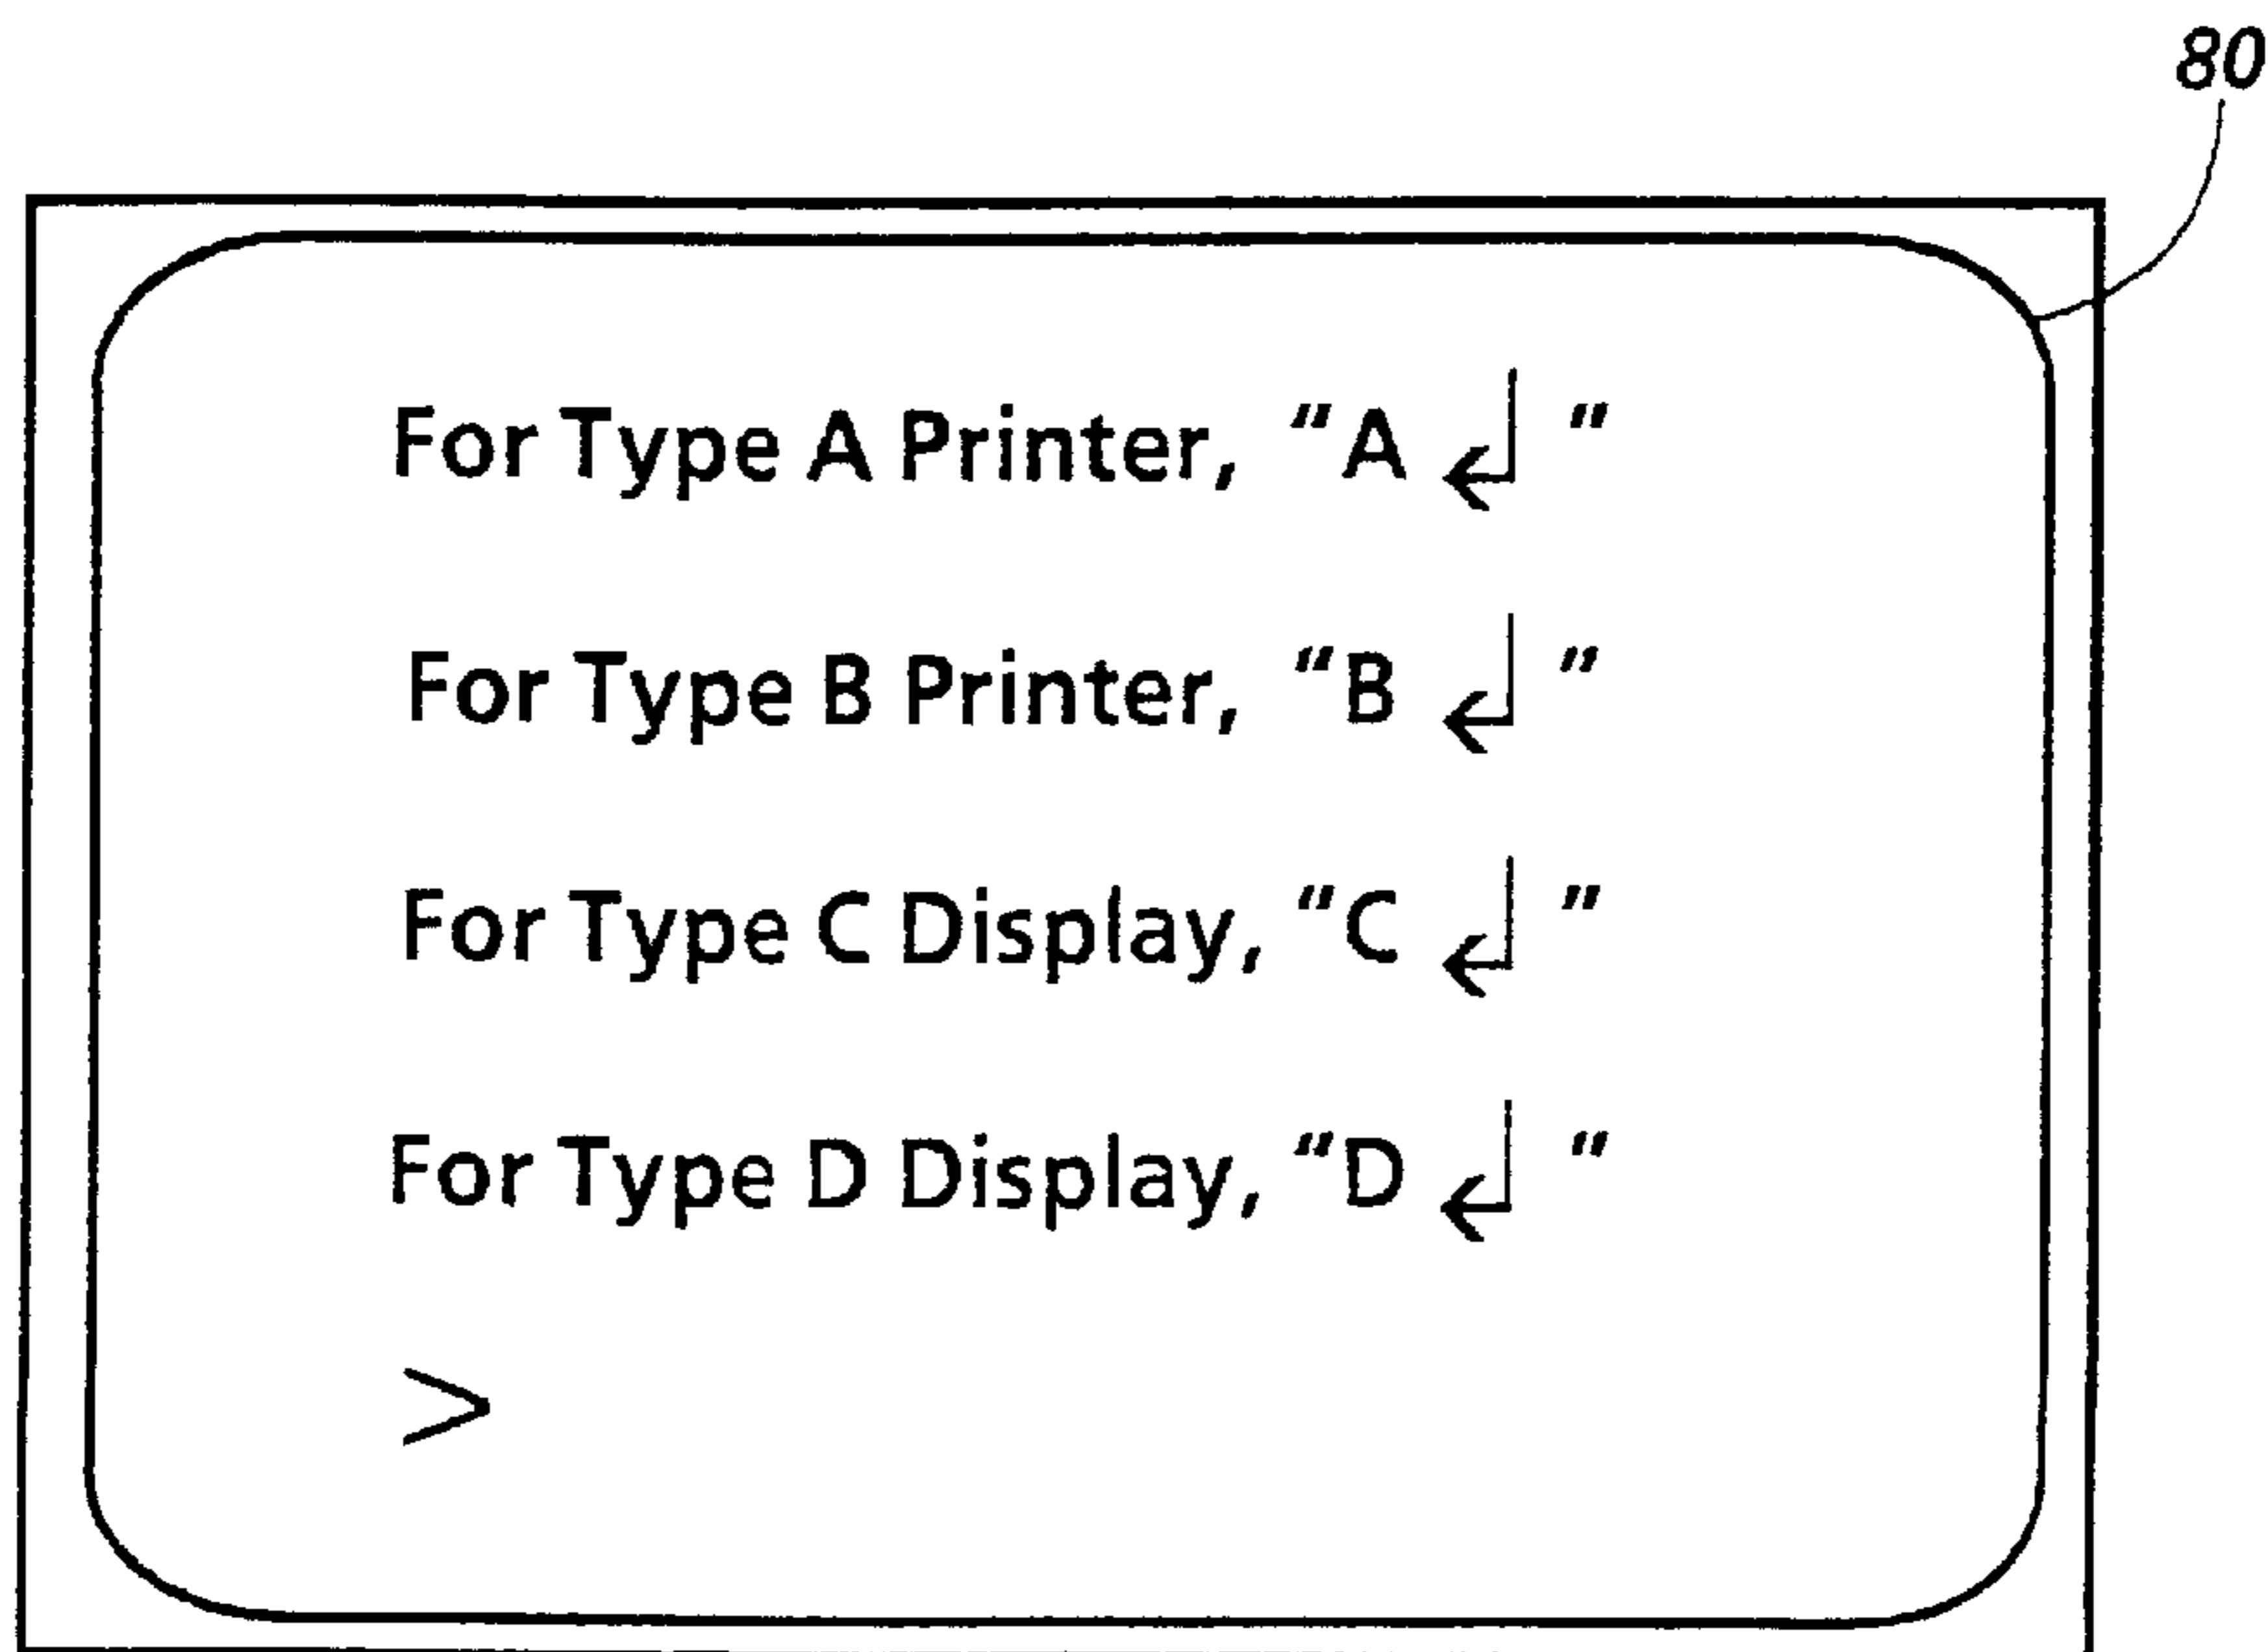 80
For Type A Printer, "A ↵ "
For Type B Printer, "B ↵ "
For Type C Display, "C ↵ "
For Type D Display, "D ↵ "
>